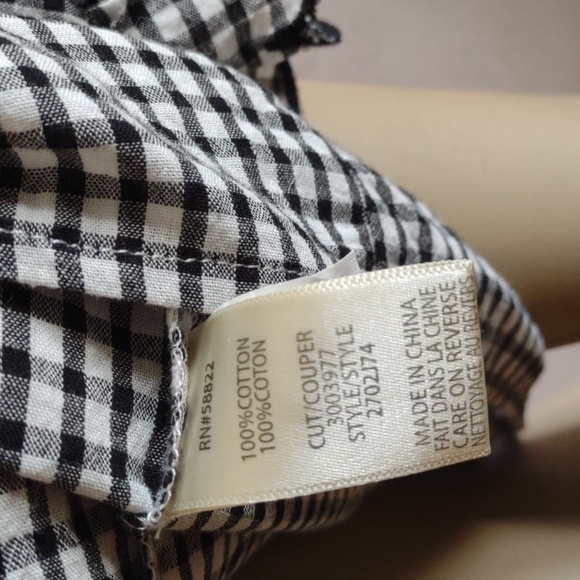 RN#58822
100%COTTON
100%COTON
CUT/COUPER
3003977
STYLE/STYLE
2702J74
MADE IN CHINA
FAIT DANS LA CHINE
CARE ON REVERSE
NETTOYAGE AU REVERS